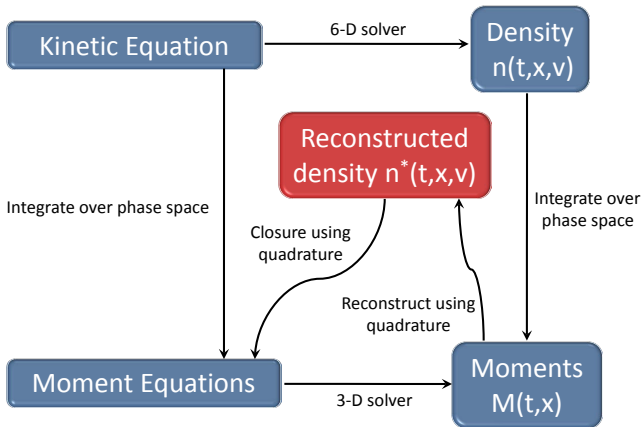 Kinetic Equation
6-D solver
Density
n(t,x,v)
Reconstructed
density n*(t,x,v)
Integrate over phase space
Integrate over
phase space
Closure using
quadrature
Reconstruct using
quadrature
Moment Equations
3-D solver
Moments
M(t,x)